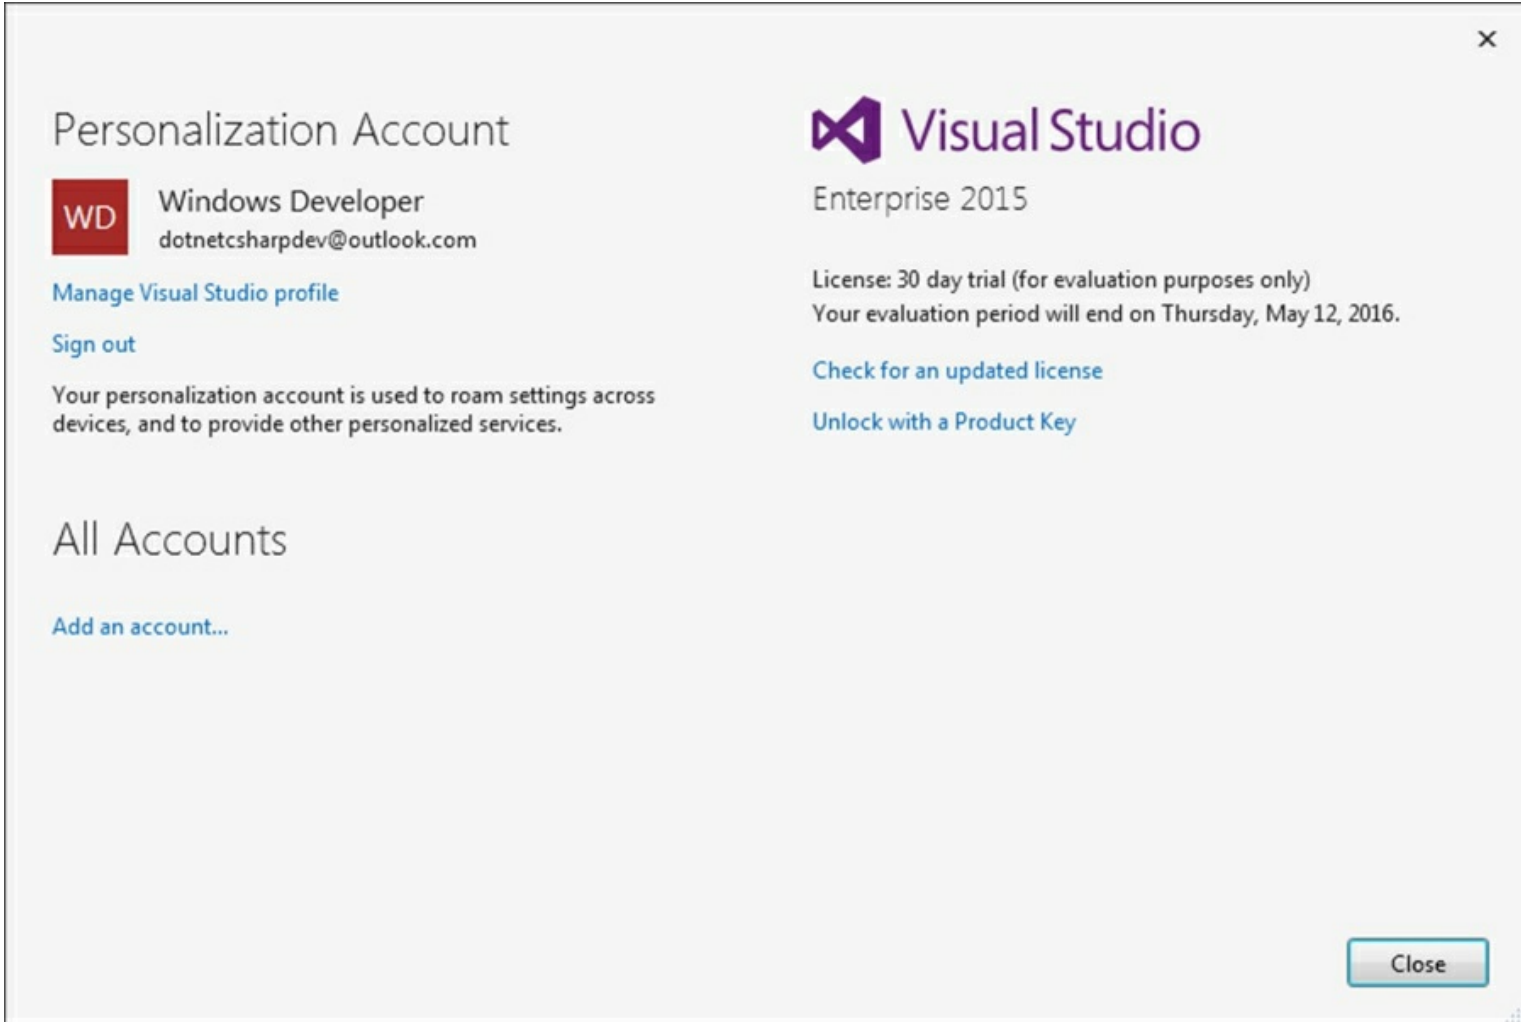 Personalization Account
WD
Windows Developer
dotnetcsharpdev@outlook.com
Manage Visual Studio profile
Sign out
Your personalization account is used to roam settings across
devices, and to provide other personalized services.
All Accounts
Add an account...
Visual Studio
Enterprise 2015
License: 30 day trial (for evaluation purposes only)
Your evaluation period will end on Thursday, May 12, 2016.
Check for an updated license
Unlock with a Product Key
Close